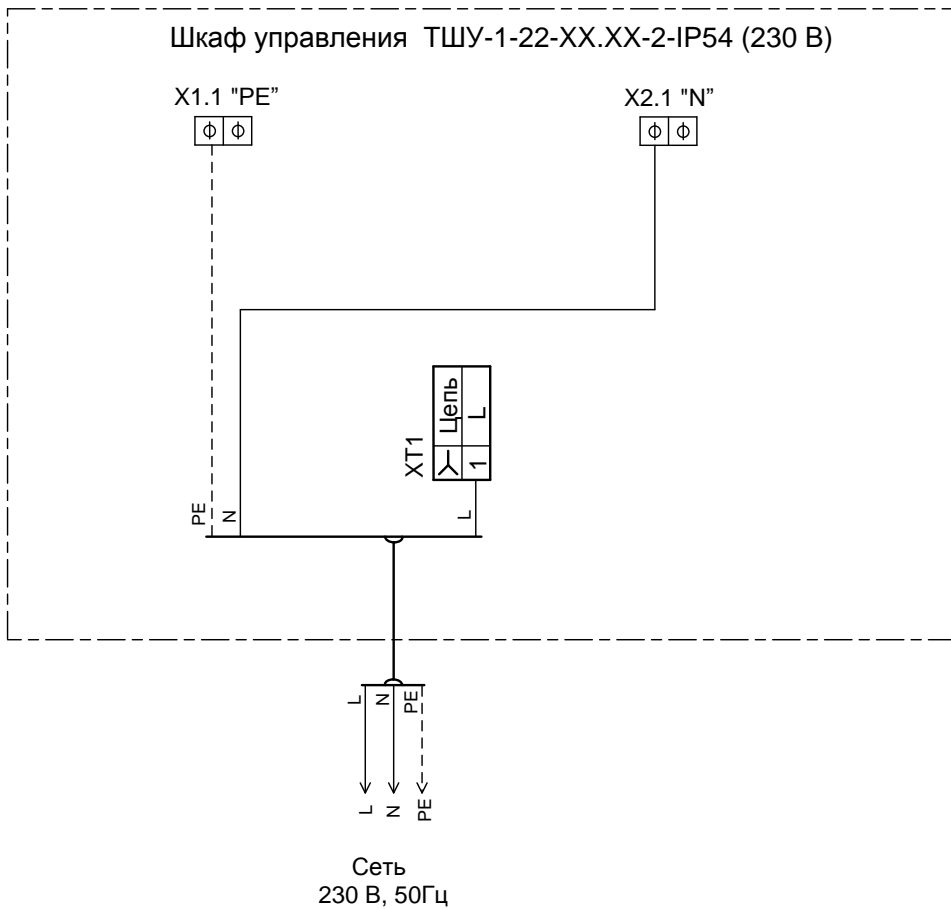 Шкаф управления ТШУ-1-22-XX.XX-2-IP54 (230 В)
X1.1 "PE”
X2.1 "N”
XT1
Цепь
1
L
PE
N
L
L
N
PE
L
N
PE
Сеть
230 В, 50Гц